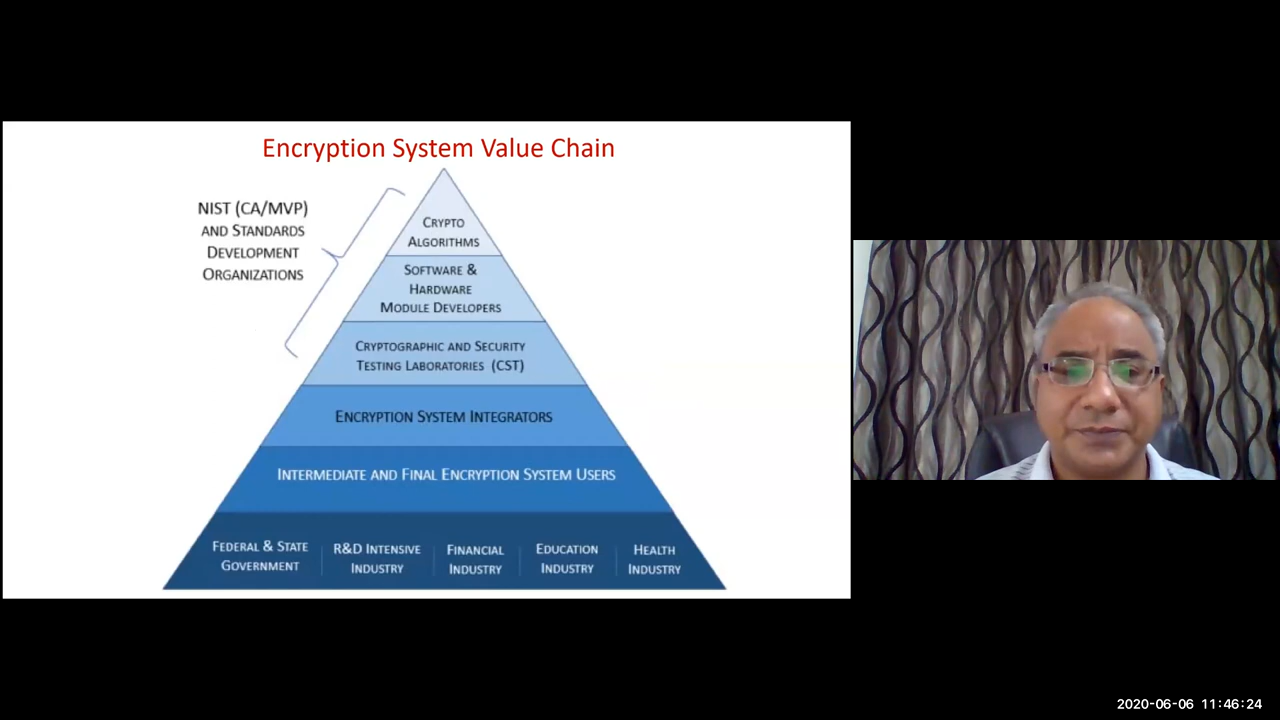 Encryption System Value Chain
NIST (CA/MVP)
AND STANDARDS
DEVELOPMENT
ORGANIZATIONS
CRYPTO
ALGORITHMS
SOFTWARE &
HARDWARE
MODULE DEVELOPERS
CRYPTOGRAPHIC AND SECURITY
TESTING LABORATORIES (CST)
ENCRYPTION SYSTEM INTEGRATORS
INTERMEDIATE AND FINAL ENCRYPTION SYSTEM USERS
FEDERAL & STATE
GOVERNMENT
R&D INTENSIVE
INDUSTRY
FINANCIAL
INDUSTRY
EDUCATION
INDUSTRY
HEALTH
INDUSTRY
2020-06-06 11:46:24